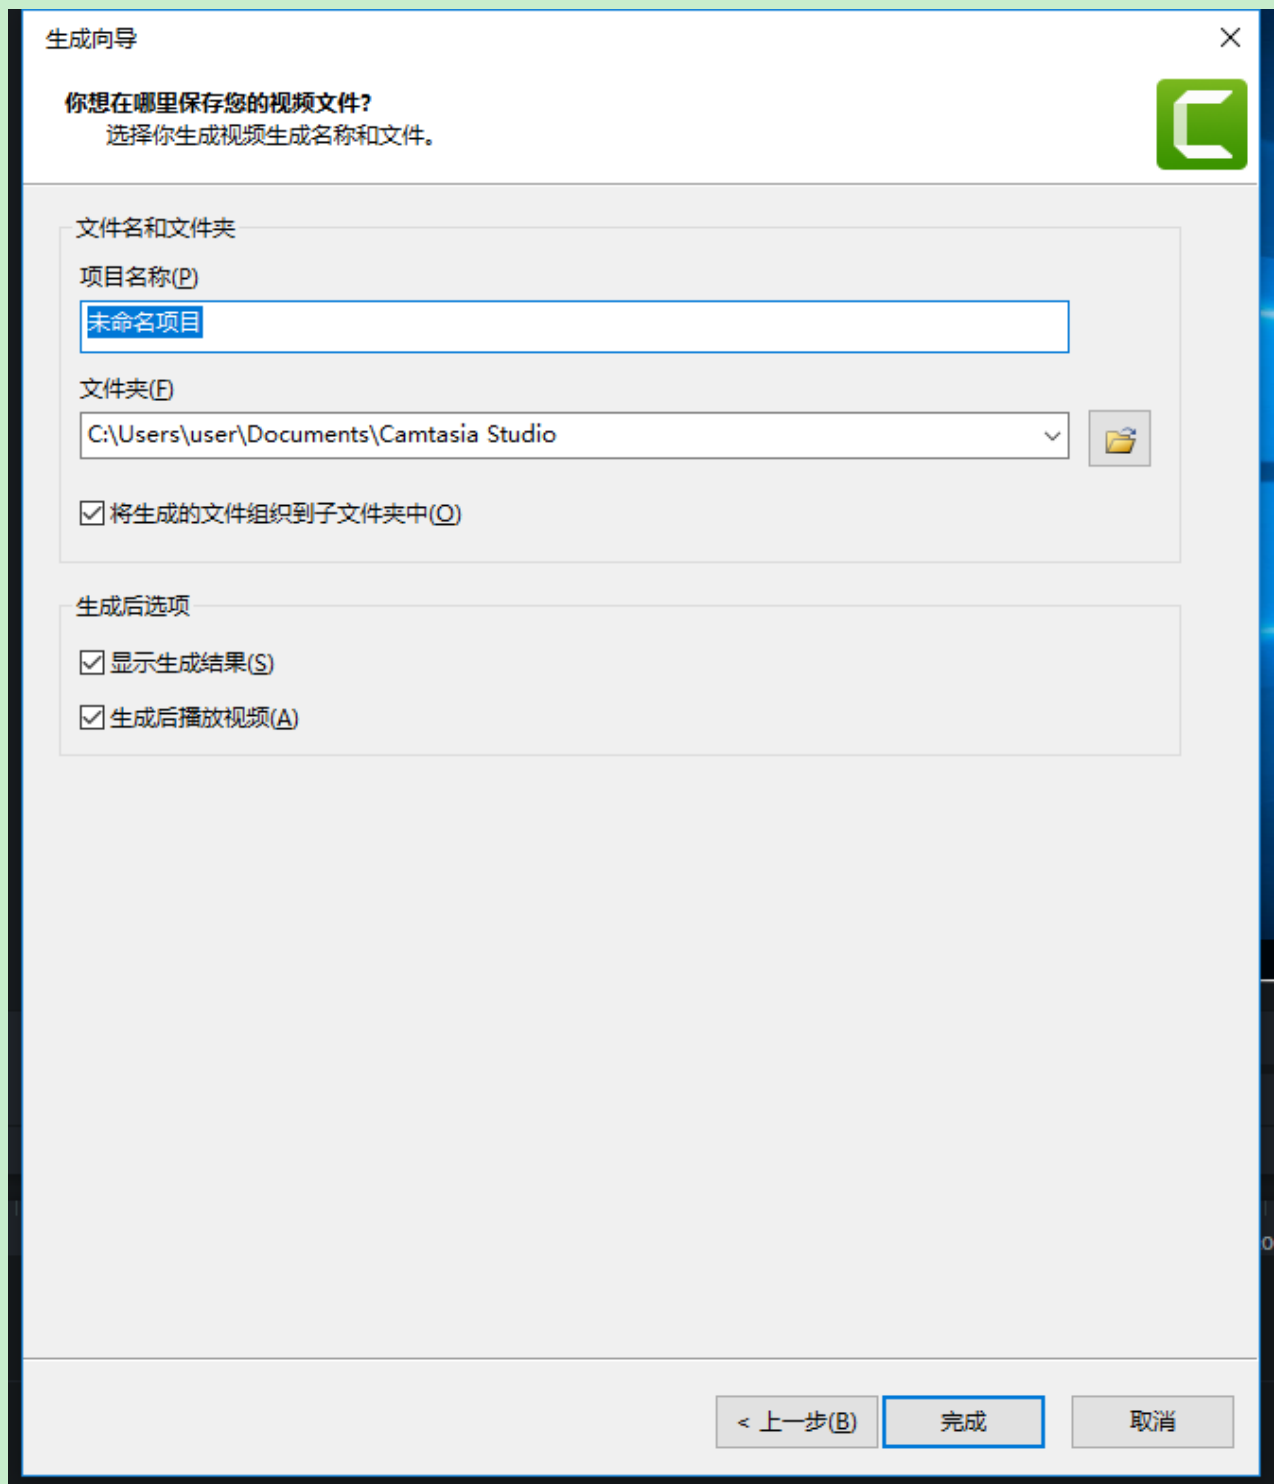 生成向导
你想在哪里保存您的视频文件?
选择你生成视频生成名称和文件。
文件名和文件夹
项目名称(P)
未命名项目
文件夹(F)
C:\Users\user\Documents\Camtasia Studio
将生成的文件组织到子文件夹中(O)
生成后选项
显示生成结果(S)
生成后播放视频(A)
< 上一步(B)
完成
取消